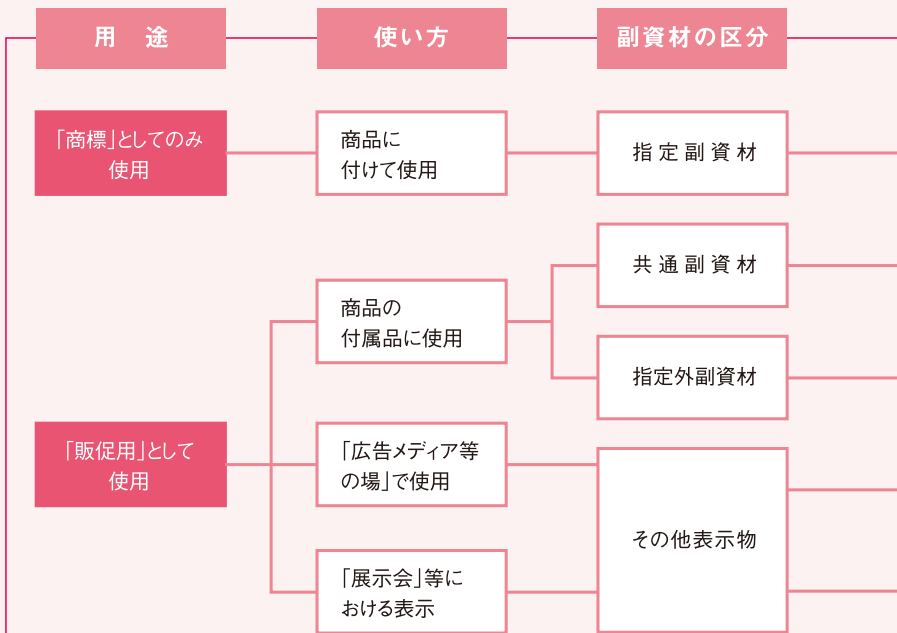 用　途
使い方
副資材の区分
「商標」としてのみ
使用
商品に
付けて使用
指定副資材
共通副資材
商品の
付属品に使用
指定外副資材
「販促用」として
使用
「広告メディア等
の場」で使用
その他表示物
「展示会」等に
おける表示